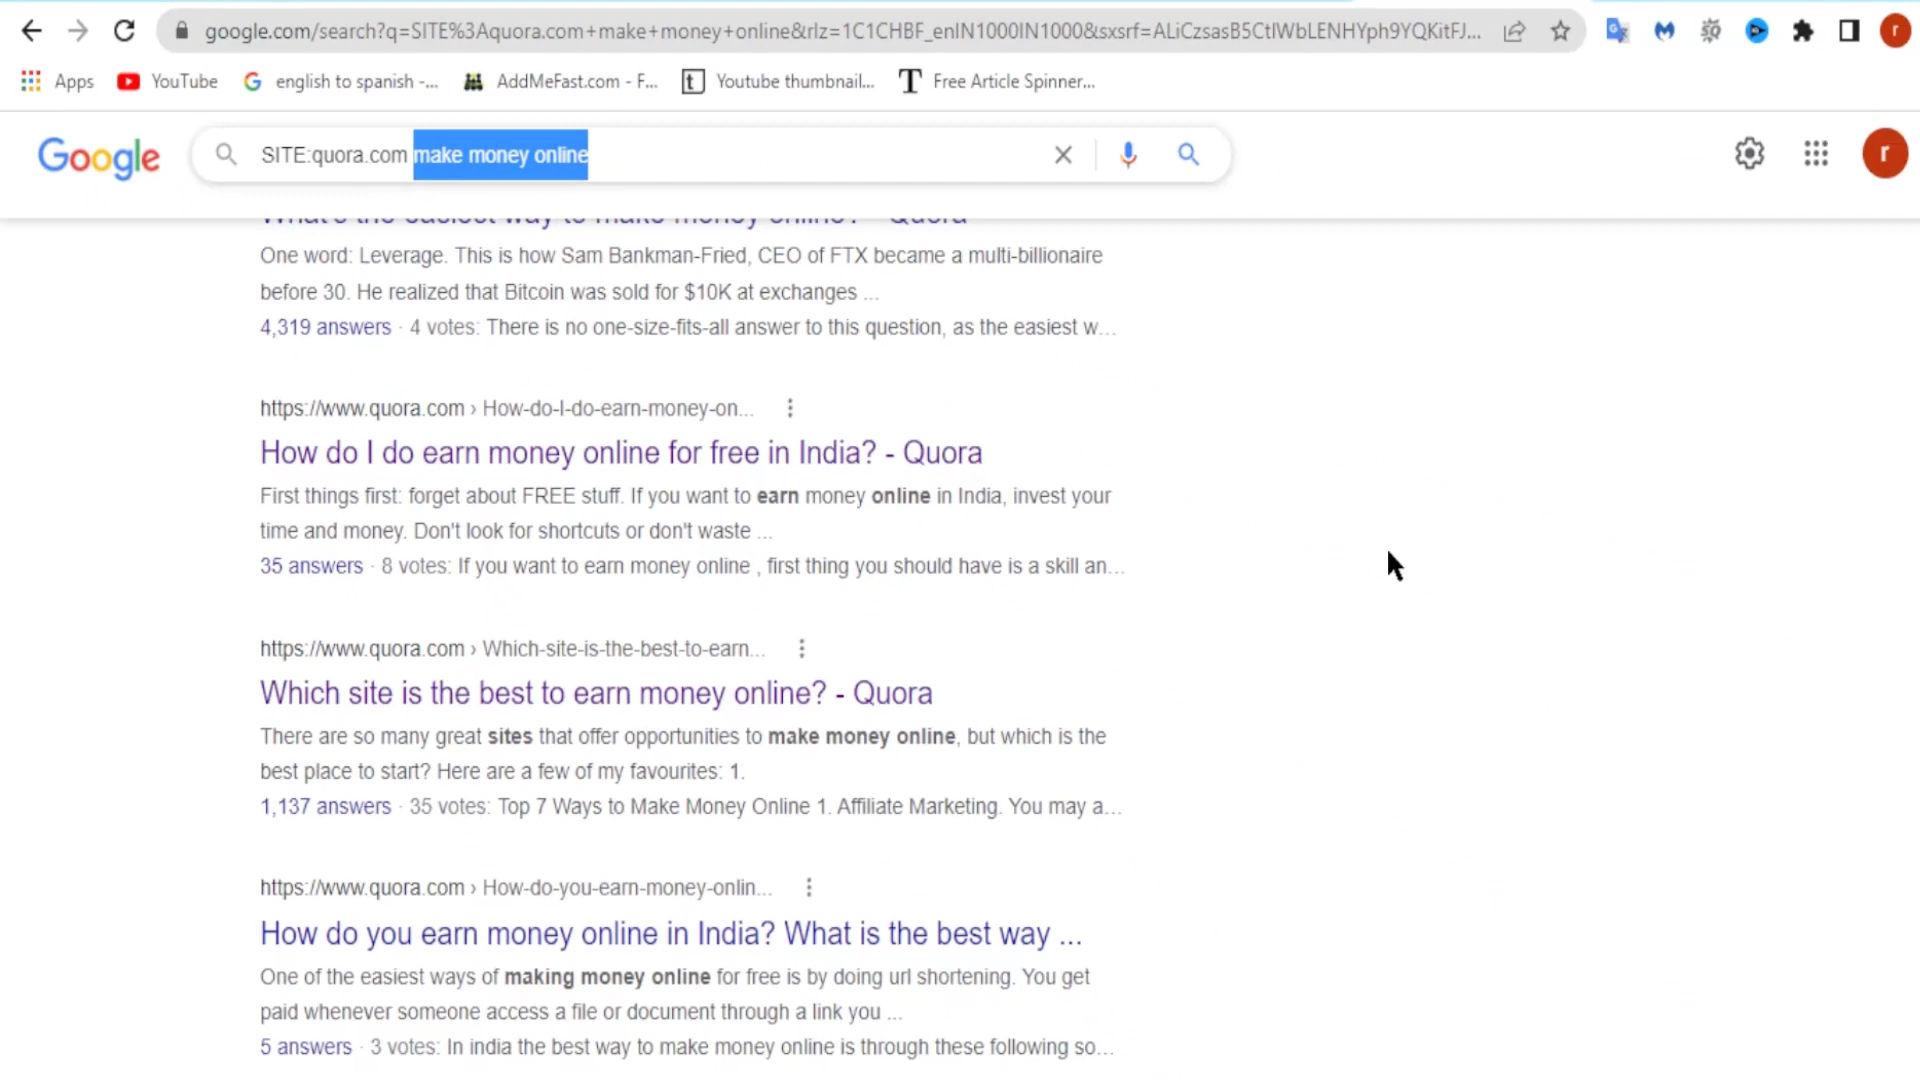 google.com/search?q=SITE%3Aquora.com+make+money+online&rlz=1C1CHBF_enIN1000IN1000&sxsrf=ALiCzsasB5CtIWbLENHYph9YQKitFJ...
r
Apps YouTube english to spanish -... AddMeFast.com - F... Youtube thumbnail... Free Article Spinner...
Google SITE:quora.com make money online r
What's the easiest way to make money online? - Quora
One word: Leverage. This is how Sam Bankman-Fried, CEO of FTX became a multi-billionaire
before 30. He realized that Bitcoin was sold for $10K at exchanges ...
4,319 answers · 4 votes: There is no one-size-fits-all answer to this question, as the easiest w...
https://www.quora.com › How-do-I-do-earn-money-on...
How do I do earn money online for free in India? - Quora
First things first: forget about FREE stuff. If you want to earn money online in India, invest your
time and money. Don't look for shortcuts or don't waste ...
35 answers · 8 votes: If you want to earn money online , first thing you should have is a skill an...
https://www.quora.com › Which-site-is-the-best-to-earn...
Which site is the best to earn money online? - Quora
There are so many great sites that offer opportunities to make money online, but which is the
best place to start? Here are a few of my favourites: 1.
1,137 answers · 35 votes: Top 7 Ways to Make Money Online 1. Affiliate Marketing. You may a...
https://www.quora.com › How-do-you-earn-money-onlin...
How do you earn money online in India? What is the best way ...
One of the easiest ways of making money online for free is by doing url shortening. You get
paid whenever someone access a file or document through a link you ...
5 answers · 3 votes: In india the best way to make money online is through these following so...